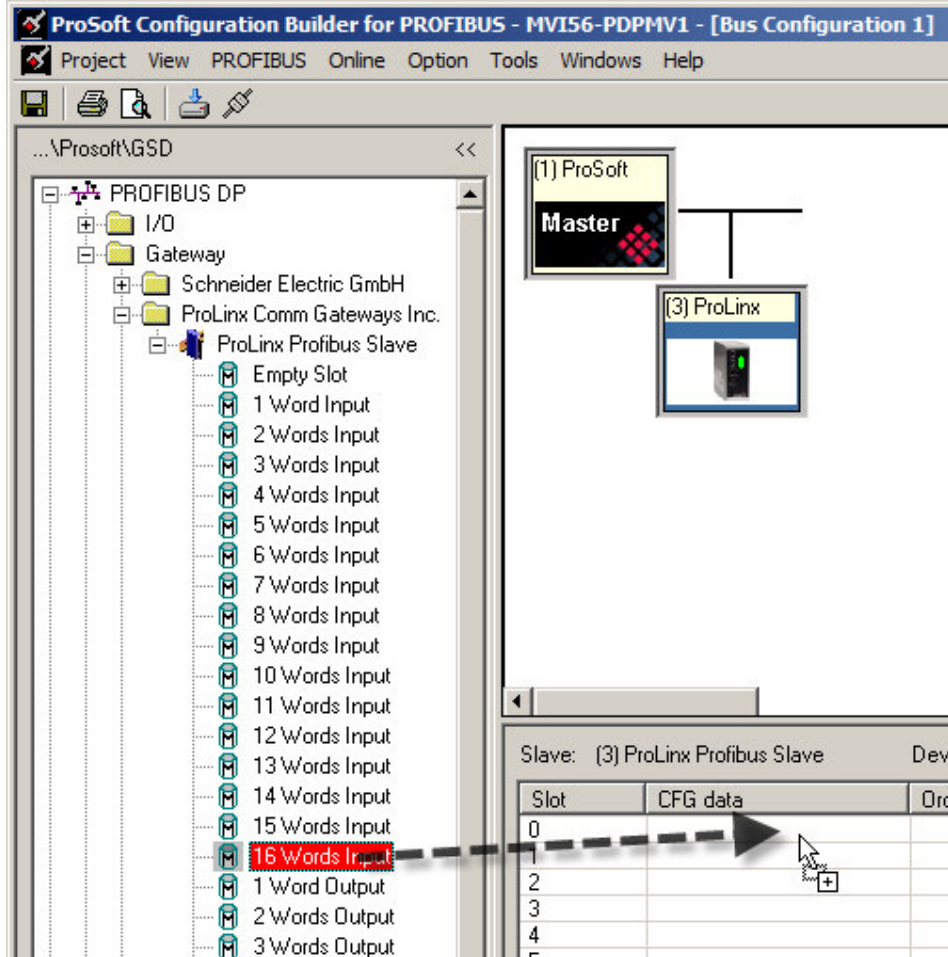 ProSoft Configuration Builder for PROFIBUS - MVI56-PDPMV1 - [Bus Configuration 1]
Project View PROFIBUS Online Option Tools Windows Help
...\Prosoft\GSD <<
PROFIBUS DP
I/O
Gateway
Schneider Electric GmbH
ProLinx Comm Gateways Inc.
ProLinx Profibus Slave
Empty Slot
1 Word Input
2 Words Input
3 Words Input
4 Words Input
5 Words Input
6 Words Input
7 Words Input
8 Words Input
9 Words Input
10 Words Input
11 Words Input
12 Words Input
13 Words Input
14 Words Input
15 Words Input
16 Words Input
1 Word Output
2 Words Output
3 Words Output
(1) ProSoft
Master
(3) ProLinx
Slave: (3) ProLinx Profibus Slave Dev
Slot CFG data Ord
0
1
2
3
4